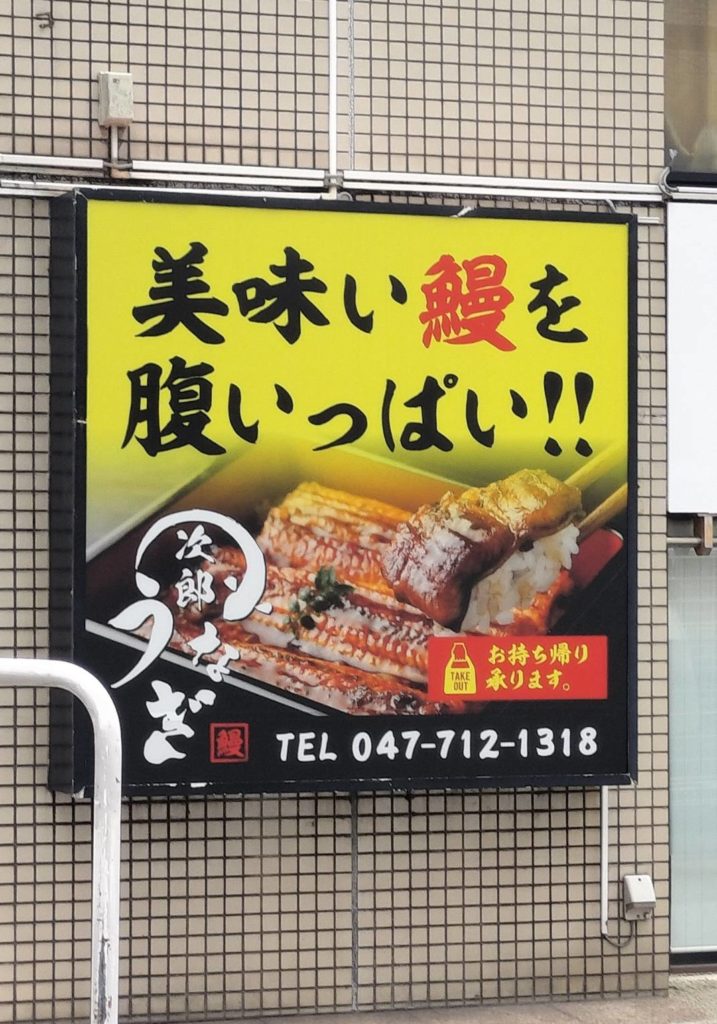 美味い鰻を
腹いっぱい!!
次郎
うなぎ
鰻
TAKE
OUT
お持ち帰り
承ります。
TEL 047-712-1318